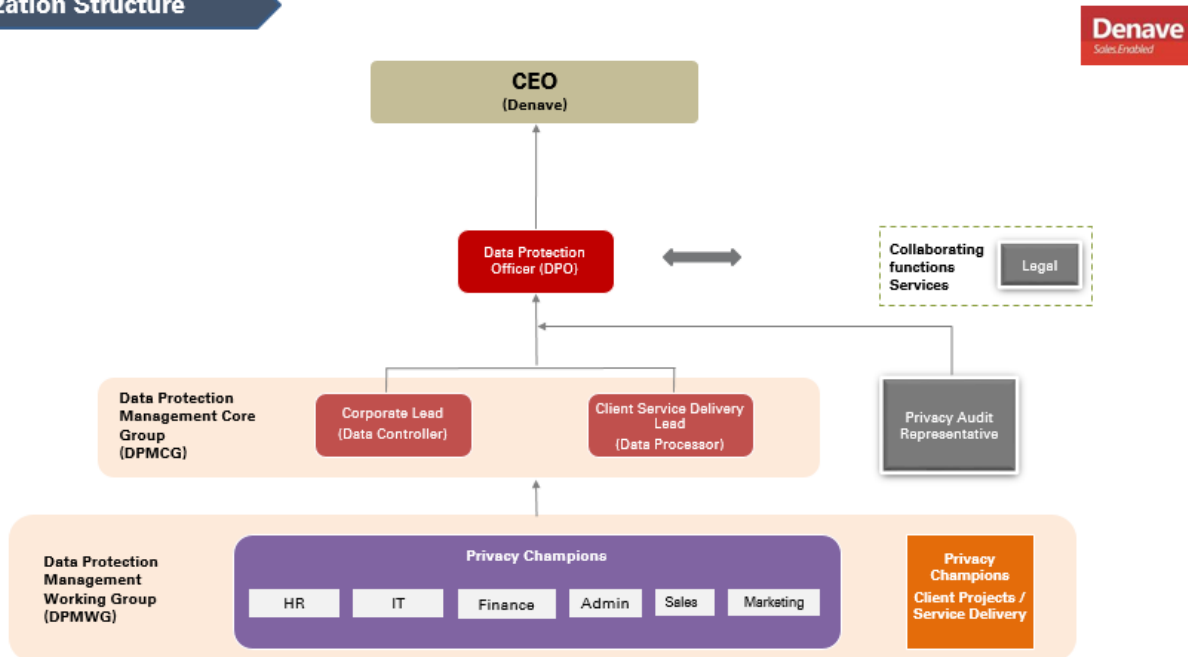 ization Structure
Denave
Sales.Enabled
CEO
(Denave)
Data Protection
Officer (DPO)
Collaborating
functions
Services
Legal
Data Protection
Management Core
Group
(DPMCG)
Corporate Lead
(Data Controller)
Client Service Delivery
Lead
(Data Processor)
Privacy Audit
Representative
Data Protection
Management
Working Group
(DPMWG)
Privacy Champions
HR
IT
Finance
Admin
Sales
Marketing
Privacy
Champions
Client Projects /
Service Delivery